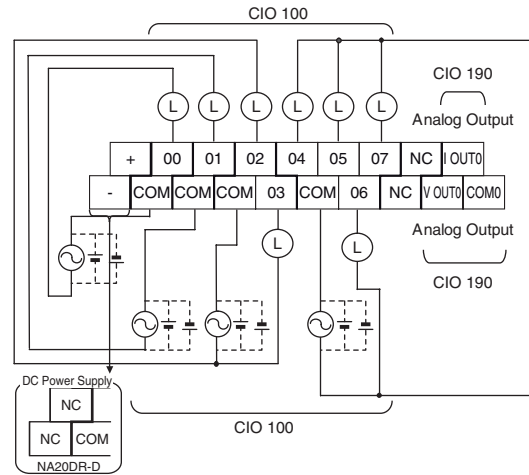 CIO 100
CIO 190
L L L L L L
Analog Output
+ 00 01 02 04 05 07 NC I OUT0
- COM COM COM 03 COM 06 NC V OUT0 COM0
L L
Analog Output
CIO 190
DC Power Supply
NC
NC COM
NA20DR-D
CIO 100